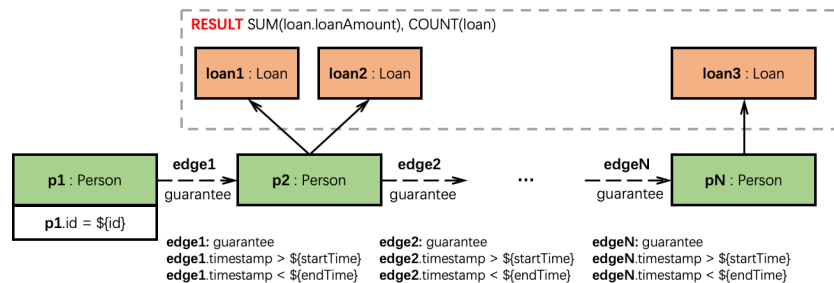 RESULT SUM(loan.loanAmount), COUNT(loan)
loan1 : Loan
loan2 : Loan
loan3 : Loan
edge1
edge2
edgeN
p1 : Person
p2 : Person
...
pN : Person
guarantee
guarantee
guarantee
p1.id = ${id}
edge1: guarantee
edge1.timestamp > ${startTime}
edge1.timestamp < ${endTime}
edge2: guarantee
edge2.timestamp > ${startTime}
edge2.timestamp < ${endTime}
edgeN: guarantee
edgeN.timestamp > ${startTime}
edgeN.timestamp < ${endTime}